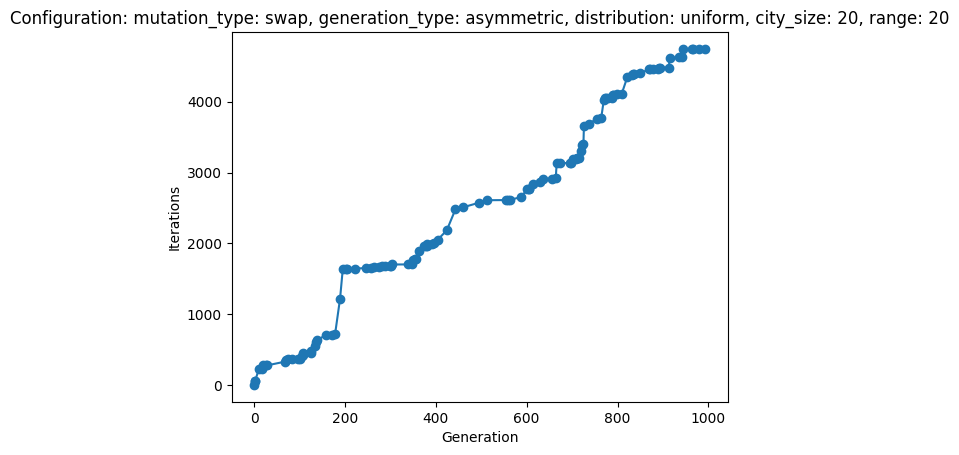 Configuration: mutation_type: swap, generation_type: asymmetric, distribution: uniform, city_size: 20, range: 20
4000
3000
2000
1000
0
Iterations
0 200 400 600 800 1000
Generation